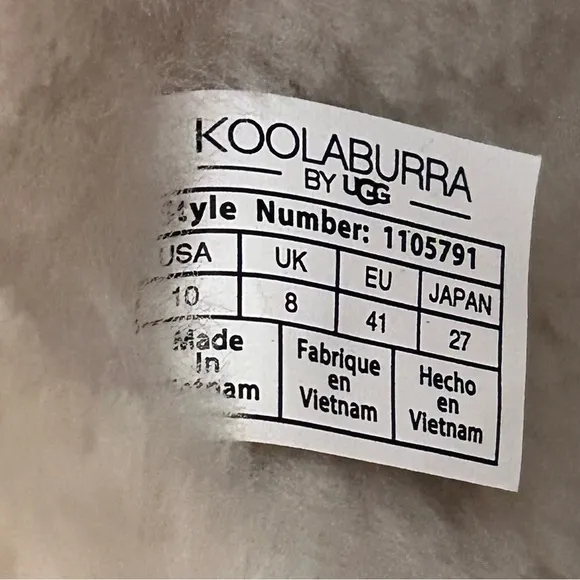 KOOLABURRA
BY UGG
Style Number: 1105791
USA UK EU JAPAN
10 8 41 27
Made Fabrique Hecho
In en en
Vietnam Vietnam Vietnam